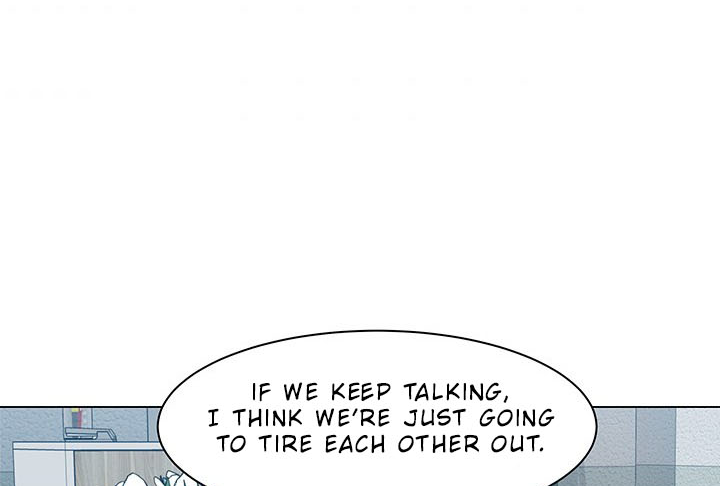 IF WE KEEP TALKING,
I THINK WE'RE JUST GOING
TO TIRE EACH OTHER OUT.